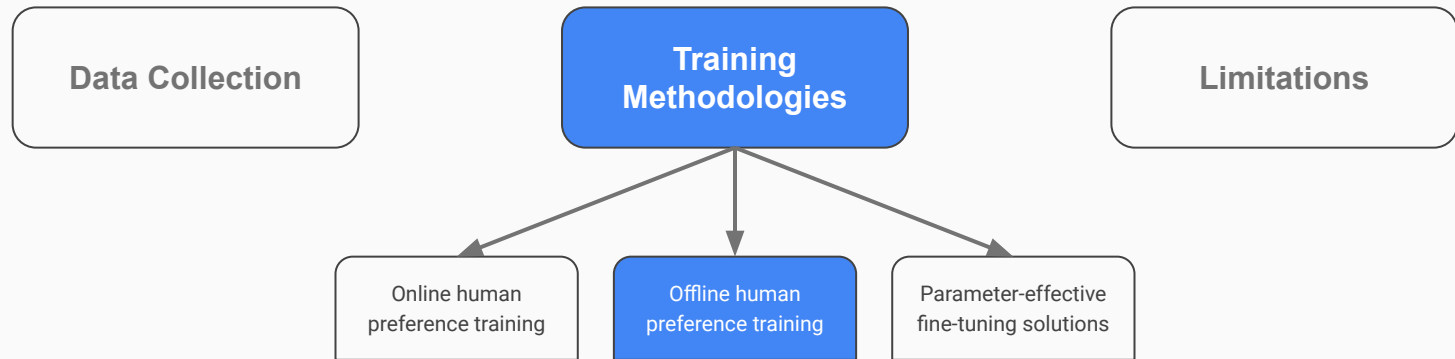 Data Collection
Training
Methodologies
Limitations
Online human
preference training
Offline human
preference training
Parameter-effective
fine-tuning solutions